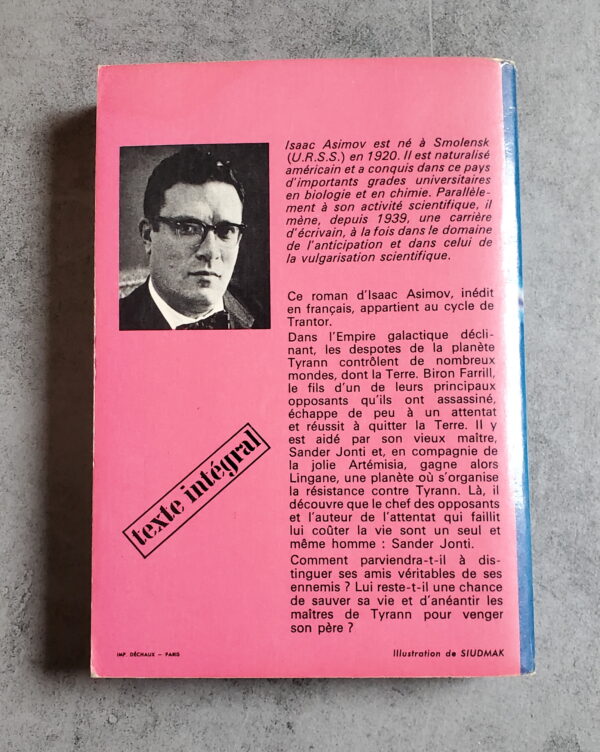 Isaac Asimov est né à Smolensk
(U.R.S.S.) en 1920. Il est naturalisé
américain et a conquis dans ce pays
d'importants grades universitaires
en biologie et en chimie. Parallèle-
ment à son activité scientifique, il
mène, depuis 1939, une carrière
d'écrivain, à la fois dans le domaine
de l'anticipation et dans celui de
la vulgarisation scientifique.
Ce roman d'Isaac Asimov, inédit
en français, appartient au cycle de
Trantor.
Dans l'Empire galactique décli-
nant, les despotes de la planète
Tyrann contrôlent de nombreux
mondes, dont la Terre. Biron Farrill,
le fils d'un de leurs principaux
opposants qu'ils ont assassiné,
échappe de peu à un attentat
et réussit à quitter la Terre. Il y
est aidé par son vieux maître,
Sander Jonti et, en compagnie de
la jolie Artémisia, gagne alors
Lingane, une planète où s'organise
la résistance contre Tyrann. Là, il
découvre que le chef des opposants
et l'auteur de l'attentat qui faillit
lui coûter la vie sont un seul et
même homme : Sander Jonti.
Comment parviendra-t-il à dis-
tinguer ses amis véritables de ses
ennemis ? Lui reste-t-il une chance
de sauver sa vie et d'anéantir les
maîtres de Tyrann pour venger
son père ?
texte intégral
IMP. DÉCHAUX — PARIS
Illustration de SIUDMAK